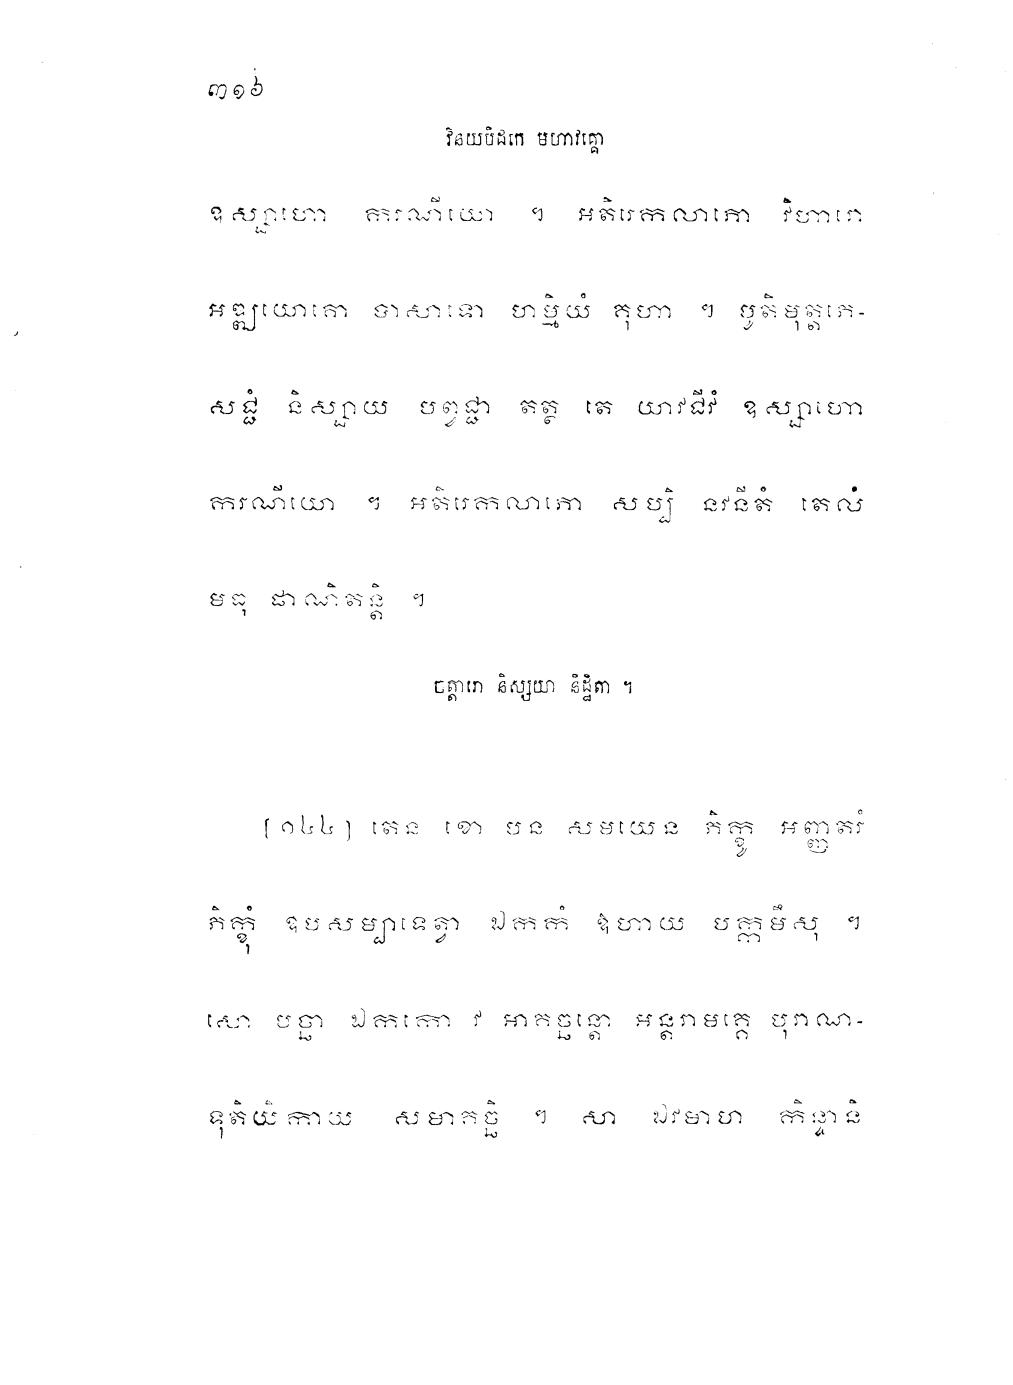 ៣១៦
វិនយបិដកេ មហាវគ្គោ
ឧស្សាហោ ករណីយោ ។ អតិរេកលាភោ វិហារោ
អឌ្ឍយោគោ បាសាទោ ហម្មិយំ គុហា ។ បូតិមុត្តភេ-
សជ្ជំ និស្សាយ បព្វជ្ជា តត្ថ តេ យាវជីវំ ឧស្សាហោ
ករណីយោ ។ អតិរេកលាភោ សប្បិ នវនីតំ តេលំ
មធុ ផាណិតន្តិ ។
ចត្តារោ និស្សយា និដ្ឋិតា ។
[១៤៤] តេន ខោ បន សមយេន ភិក្ខូ អញ្ញតរំ
ភិក្ខុំ ឧបសម្បាទេត្វា ឯកកំ ឱហាយ បក្កមឹសុ ។
សោ បច្ឆា ឯកកោ វ អាគច្ឆន្តោ អន្តរាមគ្គេ បុរាណ-
ទុតិយិកាយ សមាគច្ឆិ ។ សា ឯវមាហ កិន្ទានិ